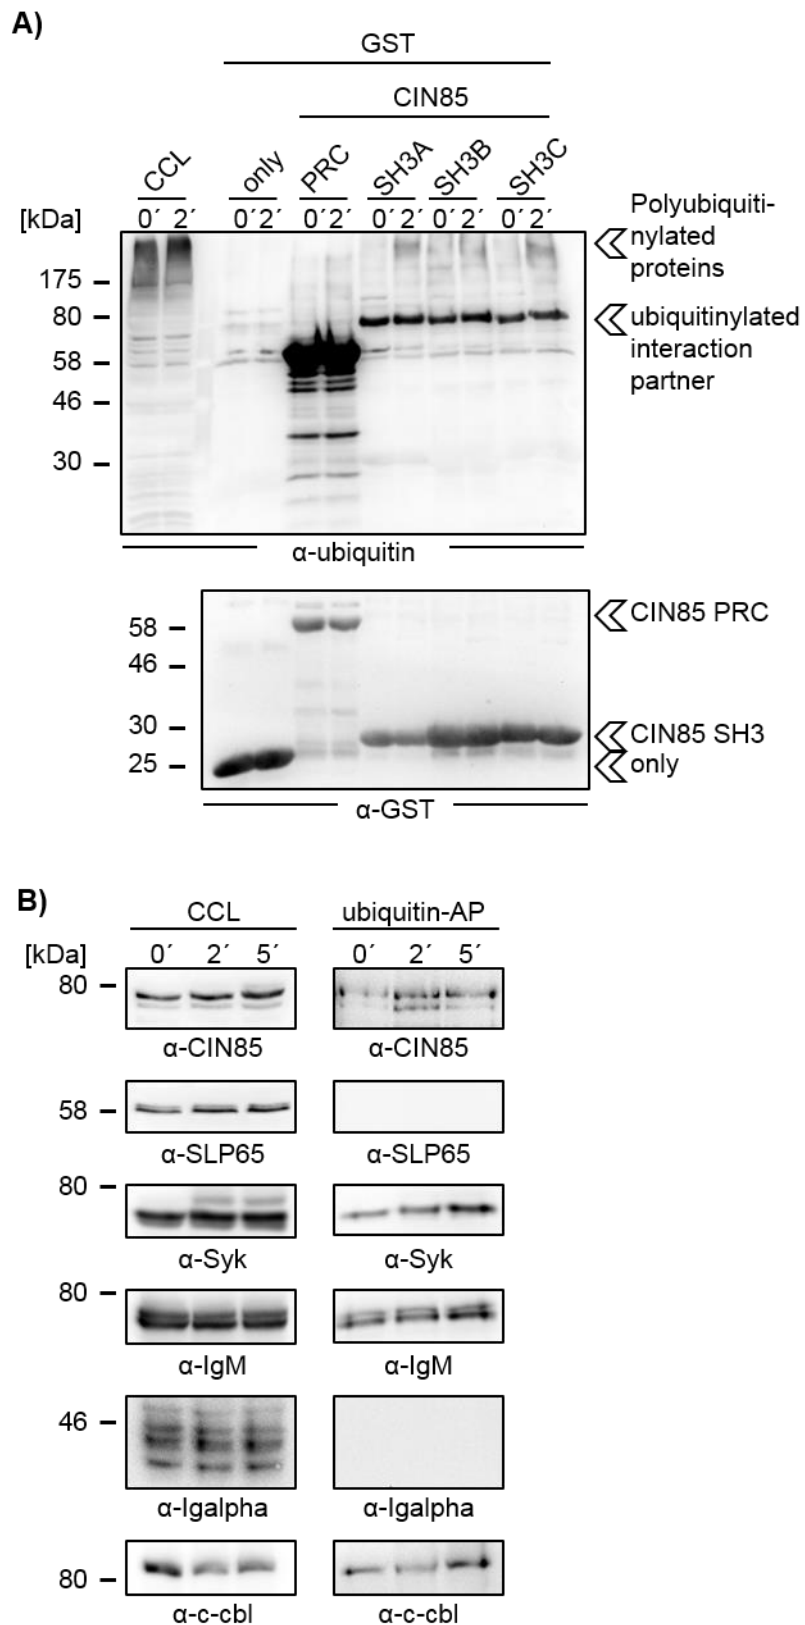 A)
GST
CIN85
CCL only PRC SH3A SH3B SH3C
[kDa] 0´ 2´ 0´ 2´ 0´ 2´ 0´ 2´ 0´ 2´ 0´ 2´
Polyubiquiti-
nylated
proteins
175
80
ubiquitinylated
interaction
partner
58
46
30
α-ubiquitin
58
CIN85 PRC
46
30
CIN85 SH3
25
only
α-GST
B)
CCL ubiquitin-AP
[kDa] 0´ 2´ 5´ 0´ 2´ 5´
80
α-CIN85 α-CIN85
58
α-SLP65 α-SLP65
80
α-Syk α-Syk
80
α-IgM α-IgM
46
α-Igalpha α-Igalpha
80
α-c-cbl α-c-cbl